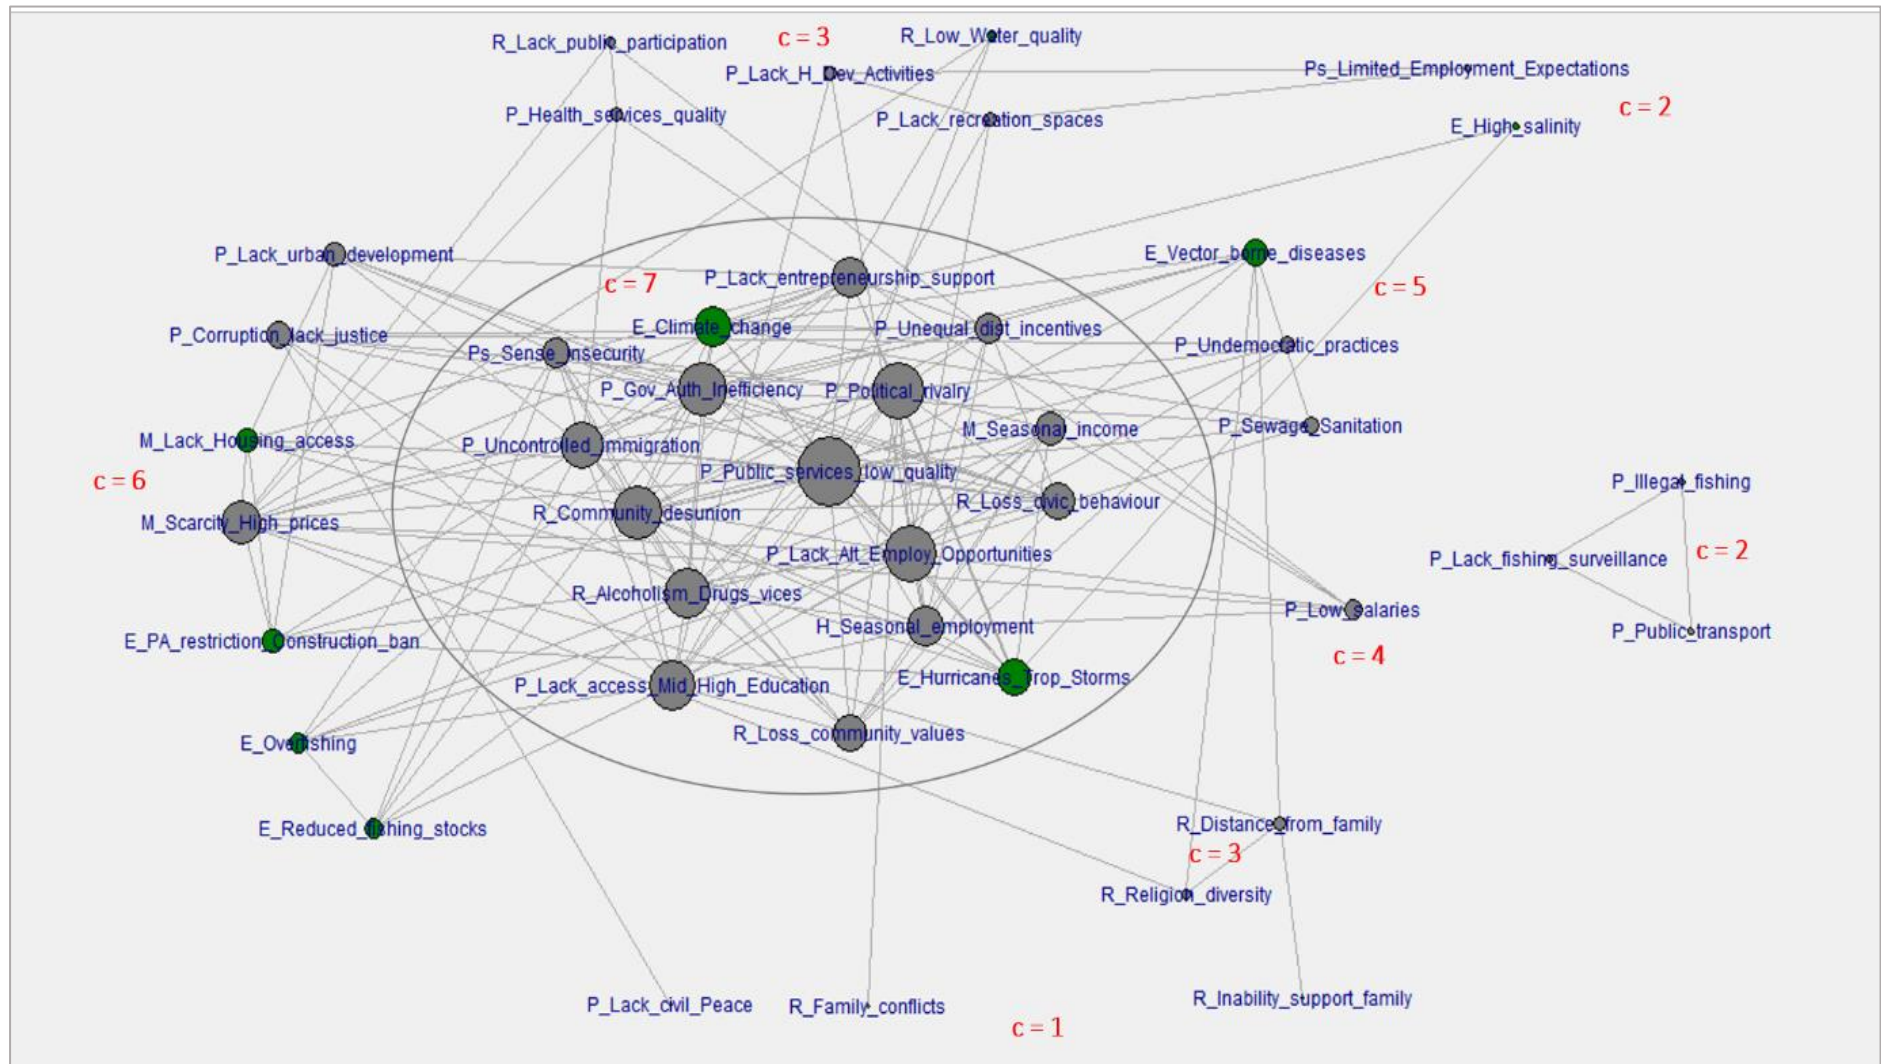 R_Lack_public_participation
c = 3
R_Low_Water_quality
P_Lack_H_Dev_Activities
Ps_Limited_Employment_Expectations
P_Health_services_quality
P_Lack_recreation_spaces
c = 2
E_High_salinity
P_Lack_urban_development
E_Vector_borne_diseases
c = 7
P_Lack_entrepreneurship_support
c = 5
P_Corruption_lack_justice
E_Climate_change
P_Unequal_dist_incentives
Ps_Sense_insecurity
P_Undemocratic_practices
P_Gov_Auth_Inefficiency
P_Political_rivalry
M_Lack_Housing_access
P_Uncontrolled_immigration
M_Seasonal_income
P_Sewage_Sanitation
c = 6
P_Public_services_low_quality
P_Illegal_fishing
M_Scarcity_High_prices
R_Community_desunion
R_Loss_civic_behaviour
P_Lack_Alt_Employ_Opportunities
P_Lack_fishing_surveillance
c = 2
R_Alcoholism_Drugs_vices
P_Low_salaries
E_PA_restriction_Construction_ban
H_Seasonal_employment
P_Public_transport
c = 4
P_Lack_access_Mid_High_Education
E_Hurricanes_Trop_Storms
E_Overfishing
R_Loss_community_values
E_Reduced_fishing_stocks
R_Distance_from_family
c = 3
R_Religion_diversity
P_Lack_civil_Peace
R_Family_conflicts
R_Inability_support_family
c = 1